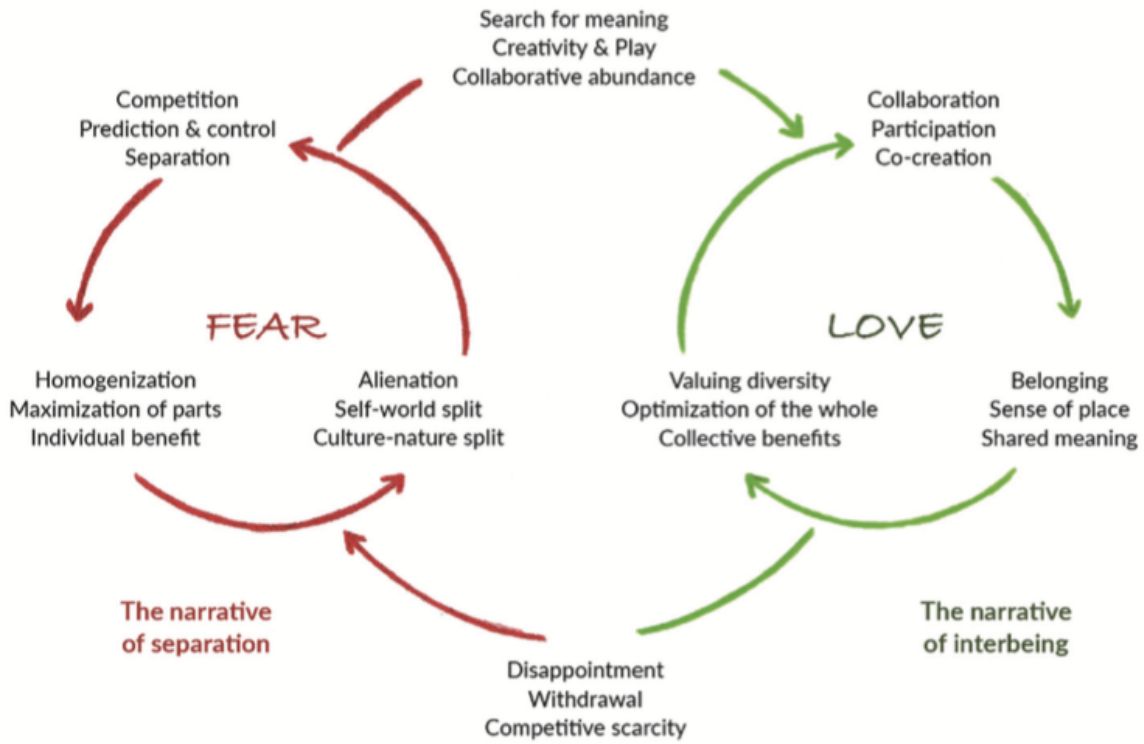 Search for meaning
Creativity & Play
Collaborative abundance
Competition
Prediction & control
Separation
Collaboration
Participation
Co-creation
FEAR
LOVE
Homogenization
Maximization of parts
Individual benefit
Alienation
Self-world split
Culture-nature split
Valuing diversity
Optimization of the whole
Collective benefits
Belonging
Sense of place
Shared meaning
The narrative
of separation
The narrative
of interbeing
Disappointment
Withdrawal
Competitive scarcity